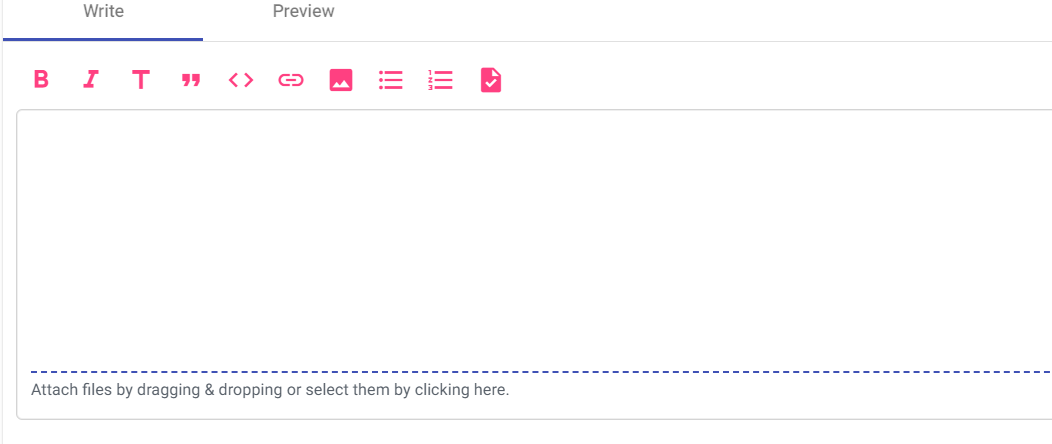 Write Preview
Attach files by dragging & dropping or select them by clicking here.